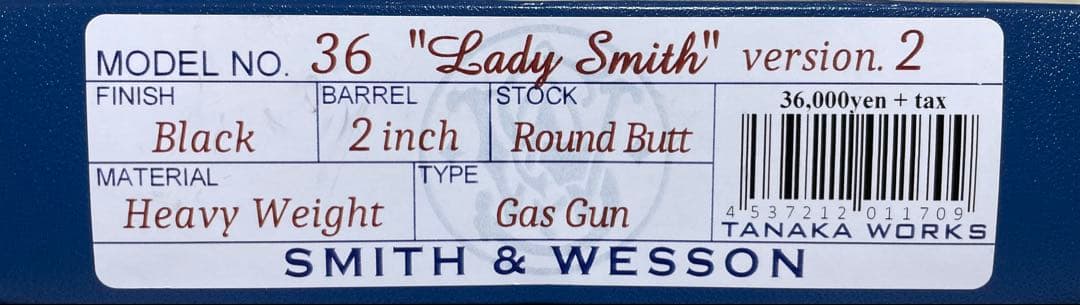 MODEL NO. 36 "Lady Smith" version. 2
FINISH BARREL STOCK
Black 2 inch Round Butt
36,000yen + tax
MATERIAL TYPE
Heavy Weight Gas Gun
4 537212 011709
TANAKA WORKS
SMITH & WESSON